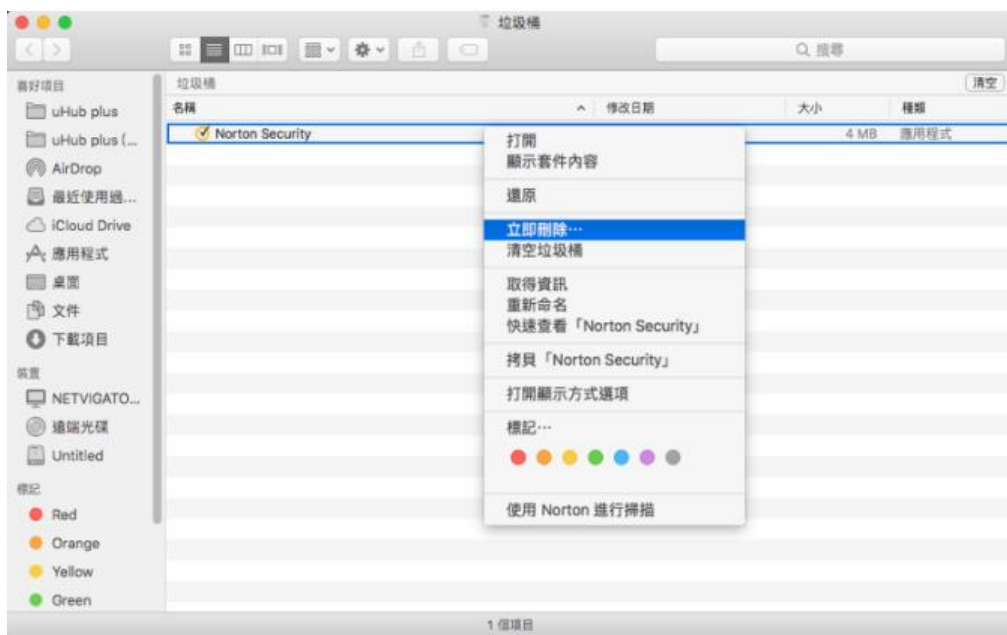 垃圾桶
搜尋
喜好項目
uHub plus
uHub plus (...
AirDrop
最近使用過...
iCloud Drive
應用程式
桌面
文件
下載項目
裝置
NETVIGATO...
遠端光碟
Untitled
標記
Red
Orange
Yellow
Green
垃圾桶
清空
名稱 修改日期 大小 種類
Norton Security 4 MB 應用程式
打開
顯示套件內容
還原
立即刪除⋯
清空垃圾桶
取得資訊
重新命名
快速查看「Norton Security」
拷貝「Norton Security」
打開顯示方式選項
標記⋯
使用 Norton 進行掃描
1 個項目